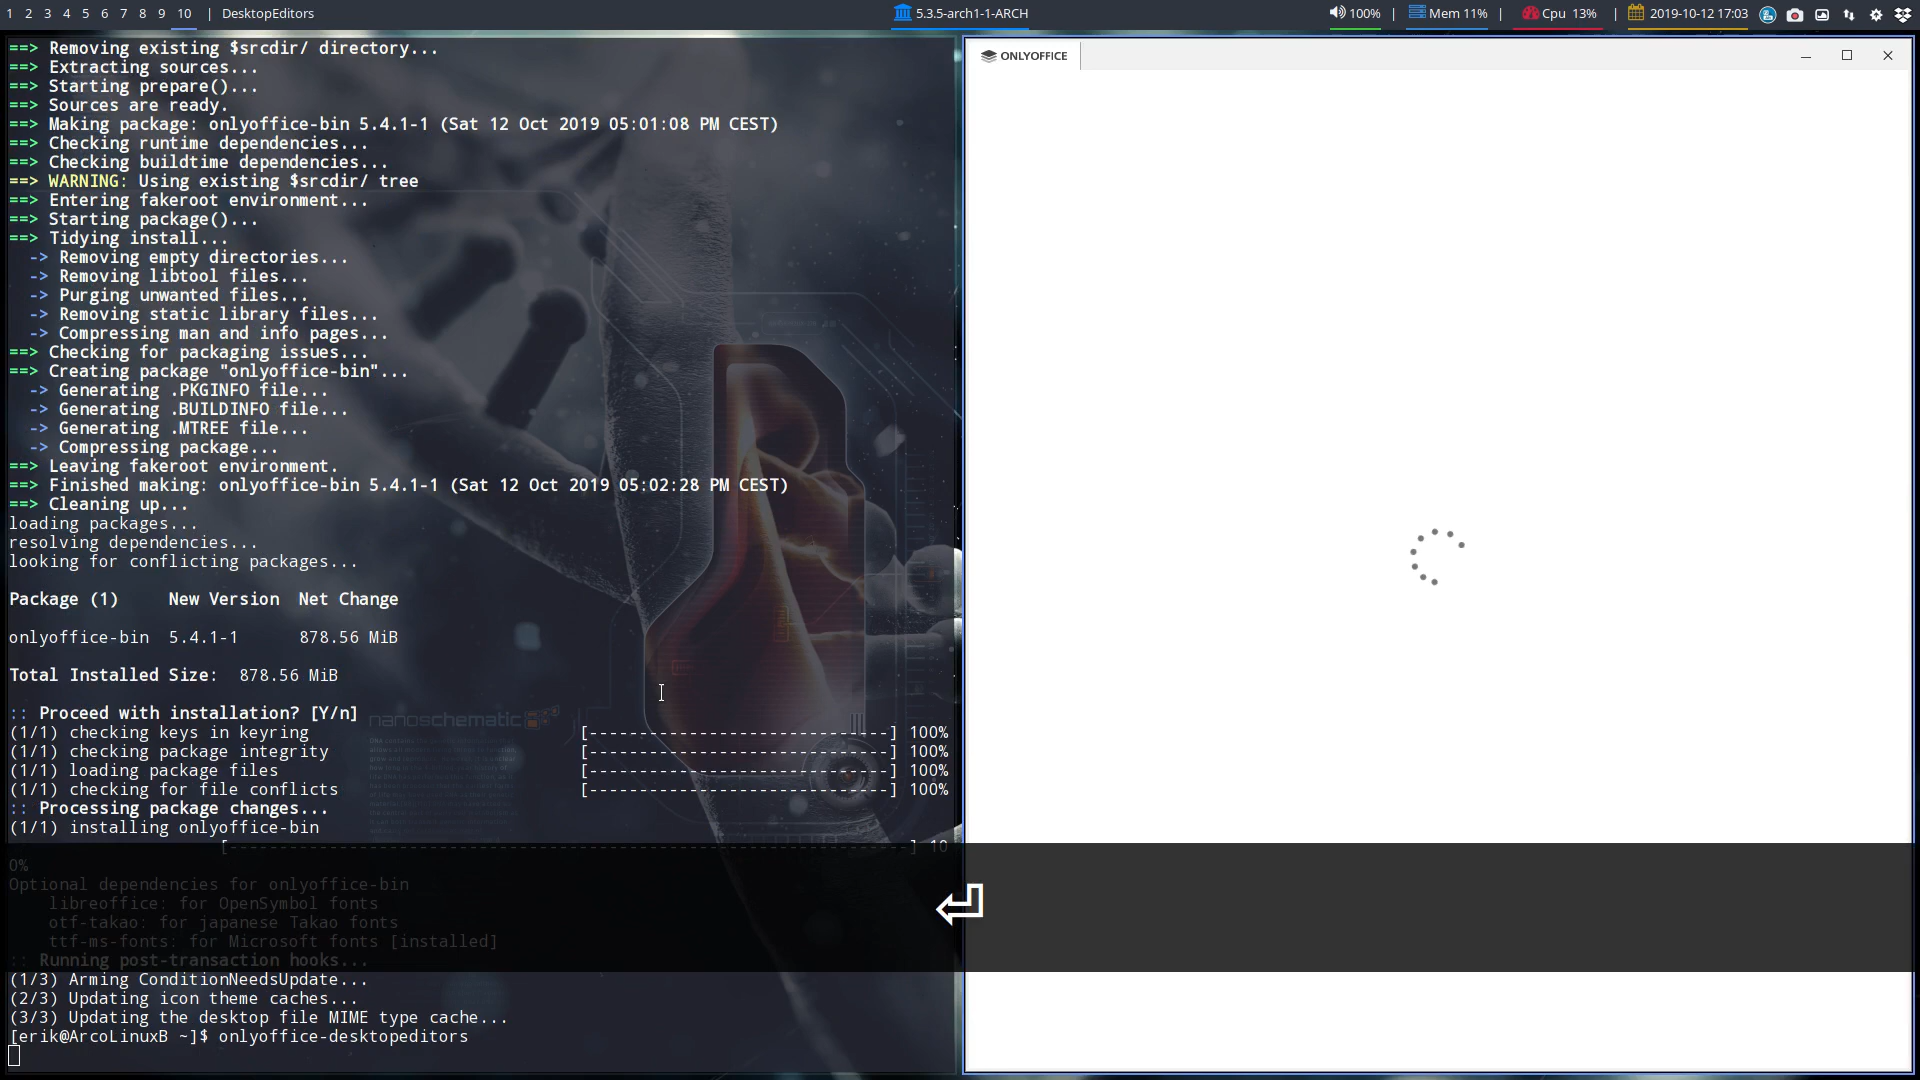 1 2 3 4 5 6 7 8 9 10 | DesktopEditors
5.3.5-arch1-1-ARCH
100% | Mem 11% | Cpu 13% | 2019-10-12 17:03
==> Removing existing $srcdir/ directory...
==> Extracting sources...
==> Starting prepare()...
==> Sources are ready.
==> Making package: onlyoffice-bin 5.4.1-1 (Sat 12 Oct 2019 05:01:08 PM CEST)
==> Checking runtime dependencies...
==> Checking buildtime dependencies...
==> WARNING: Using existing $srcdir/ tree
==> Entering fakeroot environment...
==> Starting package()...
==> Tidying install...
-> Removing empty directories...
-> Removing libtool files...
-> Purging unwanted files...
-> Removing static library files...
-> Compressing man and info pages...
==> Checking for packaging issues...
==> Creating package "onlyoffice-bin"...
-> Generating .PKGINFO file...
-> Generating .BUILDINFO file...
-> Generating .MTREE file...
-> Compressing package...
==> Leaving fakeroot environment.
==> Finished making: onlyoffice-bin 5.4.1-1 (Sat 12 Oct 2019 05:02:28 PM CEST)
==> Cleaning up...
loading packages...
resolving dependencies...
looking for conflicting packages...
Package (1) New Version Net Change
onlyoffice-bin 5.4.1-1 878.56 MiB
Total Installed Size: 878.56 MiB
:: Proceed with installation? [Y/n]
nanoschematic
(1/1) checking keys in keyring [------------------------------] 100%
(1/1) checking package integrity [------------------------------] 100%
(1/1) loading package files [------------------------------] 100%
(1/1) checking for file conflicts [------------------------------] 100%
:: Processing package changes...
(1/1) installing onlyoffice-bin
[--------------------------------------------------------------------] 10
0%
Optional dependencies for onlyoffice-bin
libreoffice: for OpenSymbol fonts
otf-takao: for japanese Takao fonts
ttf-ms-fonts: for Microsoft fonts [installed]
:: Running post-transaction hooks...
(1/3) Arming ConditionNeedsUpdate...
(2/3) Updating icon theme caches...
(3/3) Updating the desktop file MIME type cache...
[erik@ArcoLinuxB ~]$ onlyoffice-desktopeditors
ONLYOFFICE